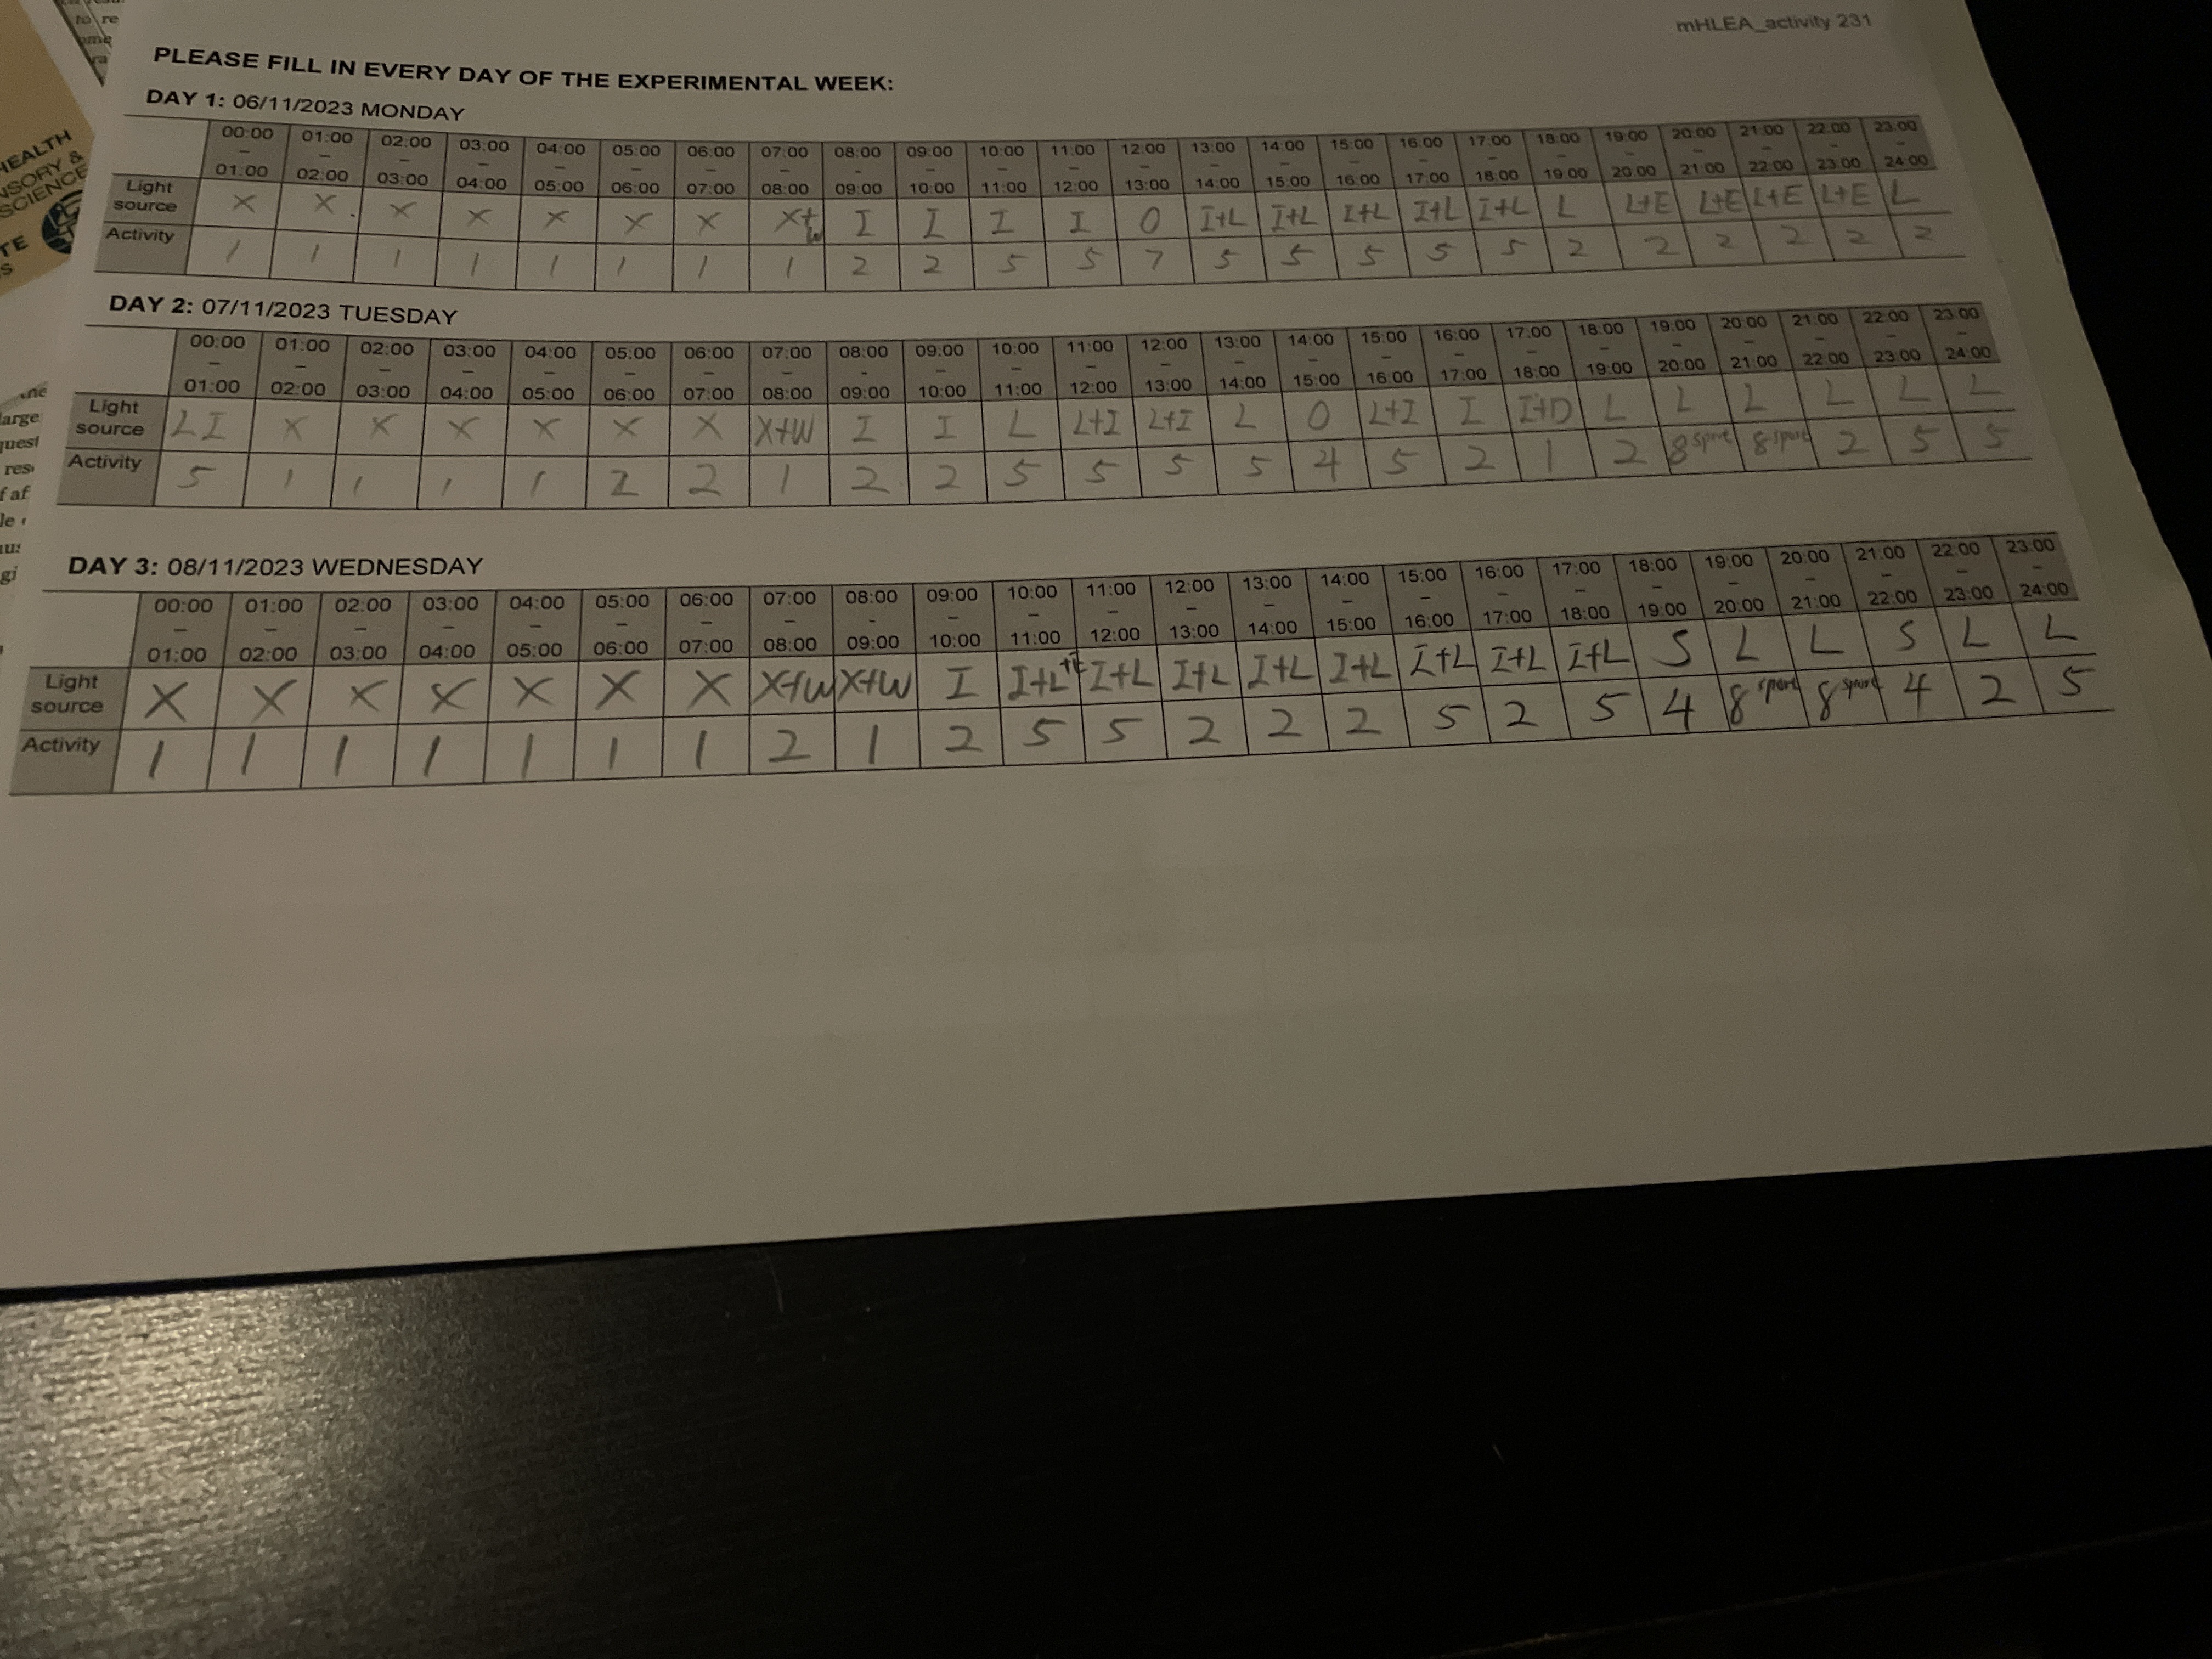 mHLEA_activity 231
PLEASE FILL IN EVERY DAY OF THE EXPERIMENTAL WEEK:
DAY 1: 06/11/2023 MONDAY
00:00 – 01:00 01:00 – 02:00 02:00 – 03:00 03:00 – 04:00 04:00 – 05:00 05:00 – 06:00 06:00 – 07:00 07:00 – 08:00 08:00 – 09:00 09:00 – 10:00 10:00 – 11:00 11:00 – 12:00 12:00 – 13:00 13:00 – 14:00 14:00 – 15:00 15:00 – 16:00 16:00 – 17:00 17:00 – 18:00 18:00 – 19:00 19:00 – 20:00 20:00 – 21:00 21:00 – 22:00 22:00 – 23:00 23:00 – 24:00
Light source X X X X X X X X+W I I I I O I+L I+L I+L I+L I+L L L+E L+E L+E L+E L
Activity 1 1 1 1 1 1 1 1 2 2 5 5 7 5 5 5 5 5 2 2 2 2 2 2
DAY 2: 07/11/2023 TUESDAY
00:00 – 01:00 01:00 – 02:00 02:00 – 03:00 03:00 – 04:00 04:00 – 05:00 05:00 – 06:00 06:00 – 07:00 07:00 – 08:00 08:00 – 09:00 09:00 – 10:00 10:00 – 11:00 11:00 – 12:00 12:00 – 13:00 13:00 – 14:00 14:00 – 15:00 15:00 – 16:00 16:00 – 17:00 17:00 – 18:00 18:00 – 19:00 19:00 – 20:00 20:00 – 21:00 21:00 – 22:00 22:00 – 23:00 23:00 – 24:00
Light source L I X X X X X X X+W I I L L+I L+I L O L+I I I+D L L L L L L
Activity 5 1 1 1 1 2 2 1 2 2 5 5 5 5 4 5 2 1 2 8 sport 8 sport 2 5 5
DAY 3: 08/11/2023 WEDNESDAY
00:00 – 01:00 01:00 – 02:00 02:00 – 03:00 03:00 – 04:00 04:00 – 05:00 05:00 – 06:00 06:00 – 07:00 07:00 – 08:00 08:00 – 09:00 09:00 – 10:00 10:00 – 11:00 11:00 – 12:00 12:00 – 13:00 13:00 – 14:00 14:00 – 15:00 15:00 – 16:00 16:00 – 17:00 17:00 – 18:00 18:00 – 19:00 19:00 – 20:00 20:00 – 21:00 21:00 – 22:00 22:00 – 23:00 23:00 – 24:00
Light source X X X X X X X X+W X+W I I+L I+L I+L I+L I+L I+L I+L I+L S L L S L L
Activity 1 1 1 1 1 1 1 2 1 2 5 5 2 2 2 5 2 5 4 8 sport 8 sport 4 2 5
HEALTH
NSORY &
SCIENCE